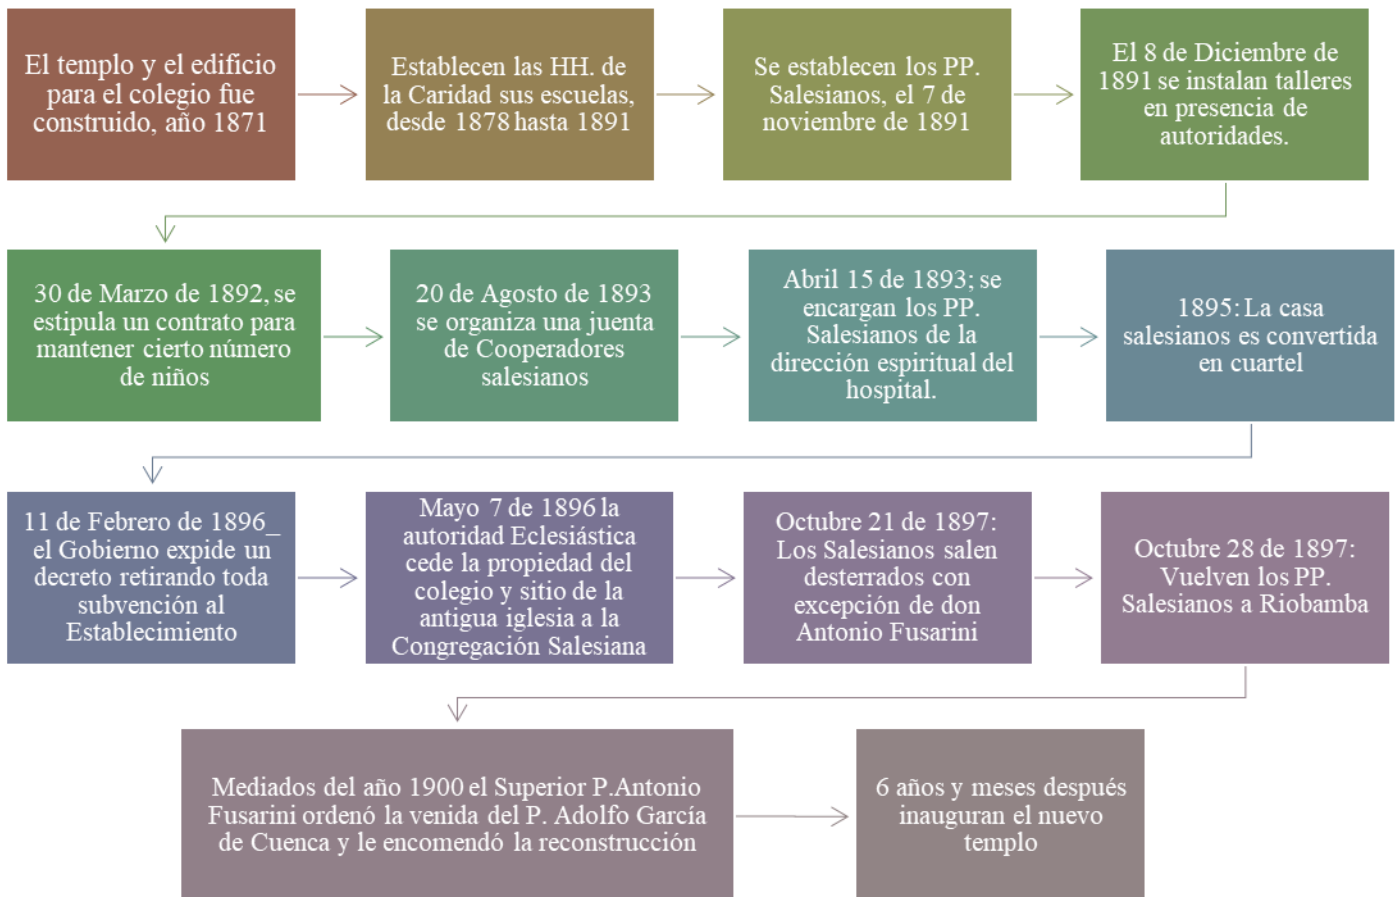 El templo y el edificio
para el colegio fue
construido, año 1871
Establecen las HH. de
la Caridad sus escuelas,
desde 1878 hasta 1891
Se establecen los PP.
Salesianos, el 7 de
noviembre de 1891
El 8 de Diciembre de
1891 se instalan talleres
en presencia de
autoridades.
30 de Marzo de 1892, se
estipula un contrato para
mantener cierto número
de niños
20 de Agosto de 1893
se organiza una juenta
de Cooperadores
salesianos
Abril 15 de 1893; se
encargan los PP.
Salesianos de la
dirección espiritual del
hospital.
1895: La casa
salesianos es convertida
en cuartel
11 de Febrero de 1896_
el Gobierno expide un
decreto retirando toda
subvención al
Establecimiento
Mayo 7 de 1896 la
autoridad Eclesiástica
cede la propiedad del
colegio y sitio de la
antigua iglesia a la
Congregación Salesiana
Octubre 21 de 1897:
Los Salesianos salen
desterrados con
excepción de don
Antonio Fusarini
Octubre 28 de 1897:
Vuelven los PP.
Salesianos a Riobamba
Mediados del año 1900 el Superior P.Antonio
Fusarini ordenó la venida del P. Adolfo García
de Cuenca y le encomendó la reconstrucción
6 años y meses después
inauguran el nuevo
templo